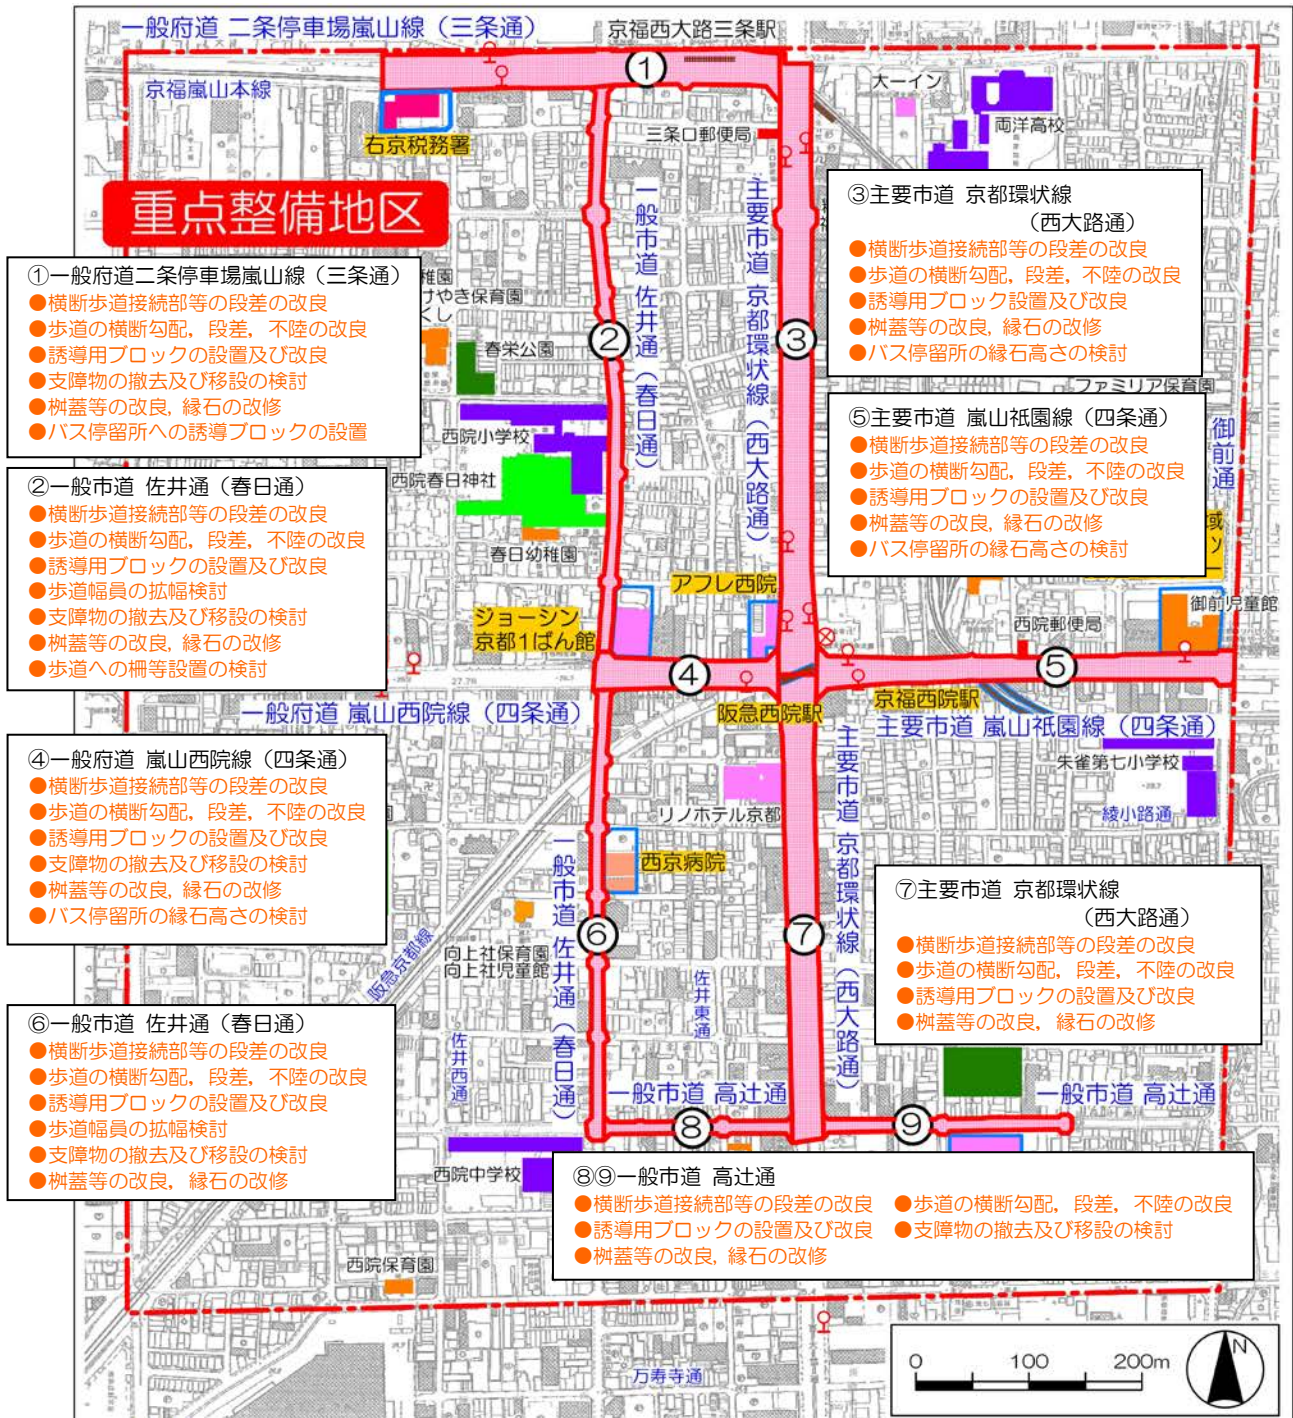 一般府道 二条停車場嵐山線（三条通）
京福西大路三条駅
京福嵐山本線
大一イン
両洋高校
右京税務署
三条口郵便局
重点整備地区
一般市道 佐井通（春日通）
主要市道 京都環状線（西大路通）
①
②
③
③主要市道 京都環状線
（西大路通）
●横断歩道接続部等の段差の改良
●歩道の横断勾配，段差，不陸の改良
●誘導用ブロック設置及び改良
●桝蓋等の改良，縁石の改修
●バス停留所の縁石高さの検討
①一般府道二条停車場嵐山線（三条通）
●横断歩道接続部等の段差の改良
●歩道の横断勾配，段差，不陸の改良
●誘導用ブロックの設置及び改良
●支障物の撤去及び移設の検討
●桝蓋等の改良，縁石の改修
●バス停留所への誘導ブロックの設置
稚園
けやき保育園
くし
春栄公園
ファミリア保育園
西院小学校
西院春日神社
春日幼稚園
御前通
⑤主要市道 嵐山祇園線（四条通）
●横断歩道接続部等の段差の改良
●歩道の横断勾配，段差，不陸の改良
●誘導用ブロックの設置及び改良
●桝蓋等の改良，縁石の改修
●バス停留所の縁石高さの検討
②一般市道 佐井通（春日通）
●横断歩道接続部等の段差の改良
●歩道の横断勾配，段差，不陸の改良
●誘導用ブロックの設置及び改良
●歩道幅員の拡幅検討
●支障物の撤去及び移設の検討
●桝蓋等の改良，縁石の改修
●歩道への柵等設置の検討
域
ソ
アフレ西院
ジョーシン
京都1ばん館
御前児童館
西院郵便局
④
⑤
27.7
一般府道 嵐山西院線（四条通）
阪急西院駅
京福西院駅
主要市道 嵐山祇園線（四条通）
朱雀第七小学校
綾小路通
リノホテル京都
主要市道 京都環状線（西大路通）
西京病院
④一般府道 嵐山西院線（四条通）
●横断歩道接続部等の段差の改良
●歩道の横断勾配，段差，不陸の改良
●誘導用ブロックの設置及び改良
●支障物の撤去及び移設の検討
●桝蓋等の改良，縁石の改修
●バス停留所の縁石高さの検討
園
阪急京都線
一般市道 佐井通（春日通）
⑥
⑦
向上社保育園
向上社児童館
佐井東通
佐井西通
⑦主要市道 京都環状線
（西大路通）
●横断歩道接続部等の段差の改良
●歩道の横断勾配，段差，不陸の改良
●誘導用ブロックの設置及び改良
●桝蓋等の改良，縁石の改修
⑥一般市道 佐井通（春日通）
●横断歩道接続部等の段差の改良
●歩道の横断勾配，段差，不陸の改良
●誘導用ブロックの設置及び改良
●歩道幅員の拡幅検討
●支障物の撤去及び移設の検討
●桝蓋等の改良，縁石の改修
一般市道 高辻通
一般市道 高辻通
⑧
⑨
西院中学校
⑧⑨一般市道 高辻通
●横断歩道接続部等の段差の改良 ●歩道の横断勾配，段差，不陸の改良
●誘導用ブロックの設置及び改良 ●支障物の撤去及び移設の検討
●桝蓋等の改良，縁石の改修
西院保育園
万寿寺通
0 100 200m
N